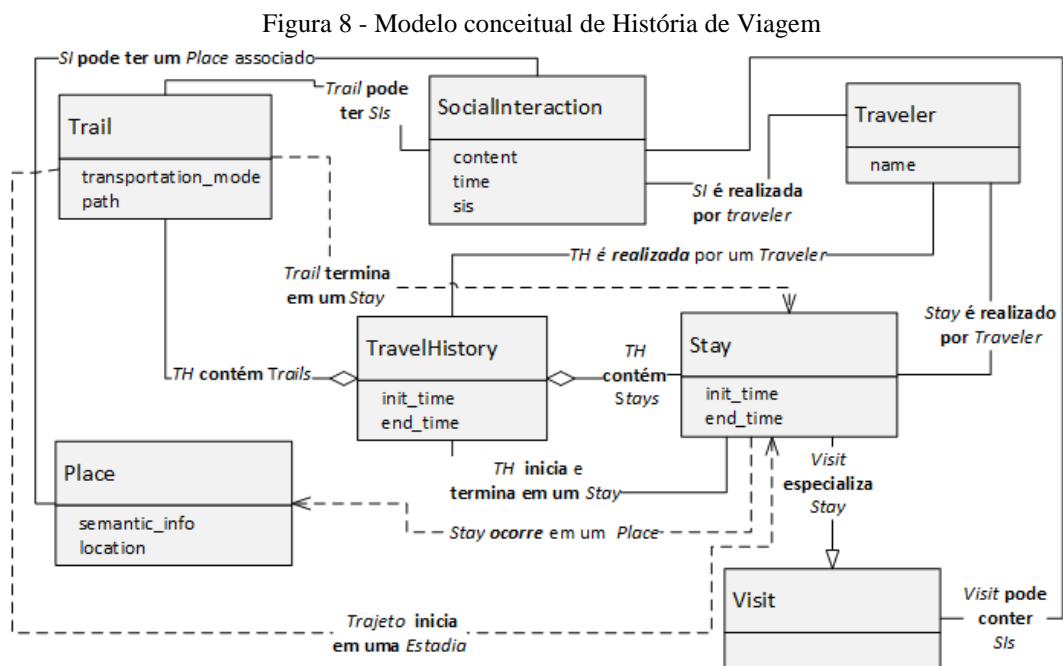 Figura 8 - Modelo conceitual de História de Viagem
SI pode ter um Place associado
Trail pode
ter SIs
Trail
transportation_mode
path
SocialInteraction
content
time
sis
Traveler
name
SI é realizada
por traveler
TH é realizada por um Traveler
Trail termina
em um Stay
Stay é realizado
por Traveler
TH contém Trails
TravelHistory
init_time
end_time
TH
contém
Stays
Stay
init_time
end_time
TH inicia e
termina em um Stay
Visit
especializa
Stay
Place
semantic_info
location
Stay ocorre em um Place
Visit
Visit pode
conter
SIs
Trajeto inicia
em uma Estadia